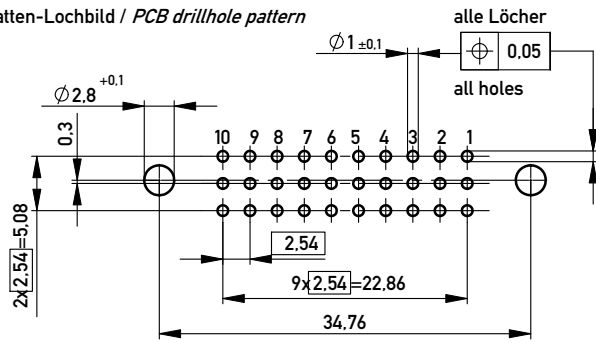 atten-Lochbild / PCB drillhole pattern
alle Löcher
⌀1 ±0,1
⌖ 0,05
all holes
⌀2,8 +0,1
0,3
10 9 8 7 6 5 4 3 2 1
2x2,54=5,08
2,54
9x2,54=22,86
34,76